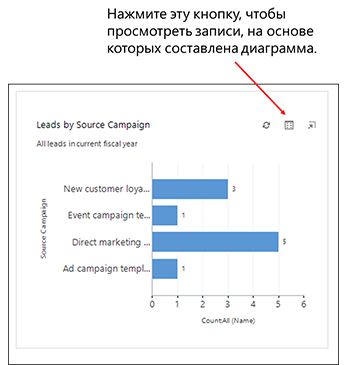 Нажмите эту кнопку, чтобы
просмотреть записи, на основе
которых составлена диаграмма.
Leads by Source Campaign
All leads in current fiscal year
Source Campaign
New customer loya...
3
Event campaign te...
1
Direct marketing ...
5
Ad campaign templ...
1
0 1 2 3 4 5 6
Count:All (Name)